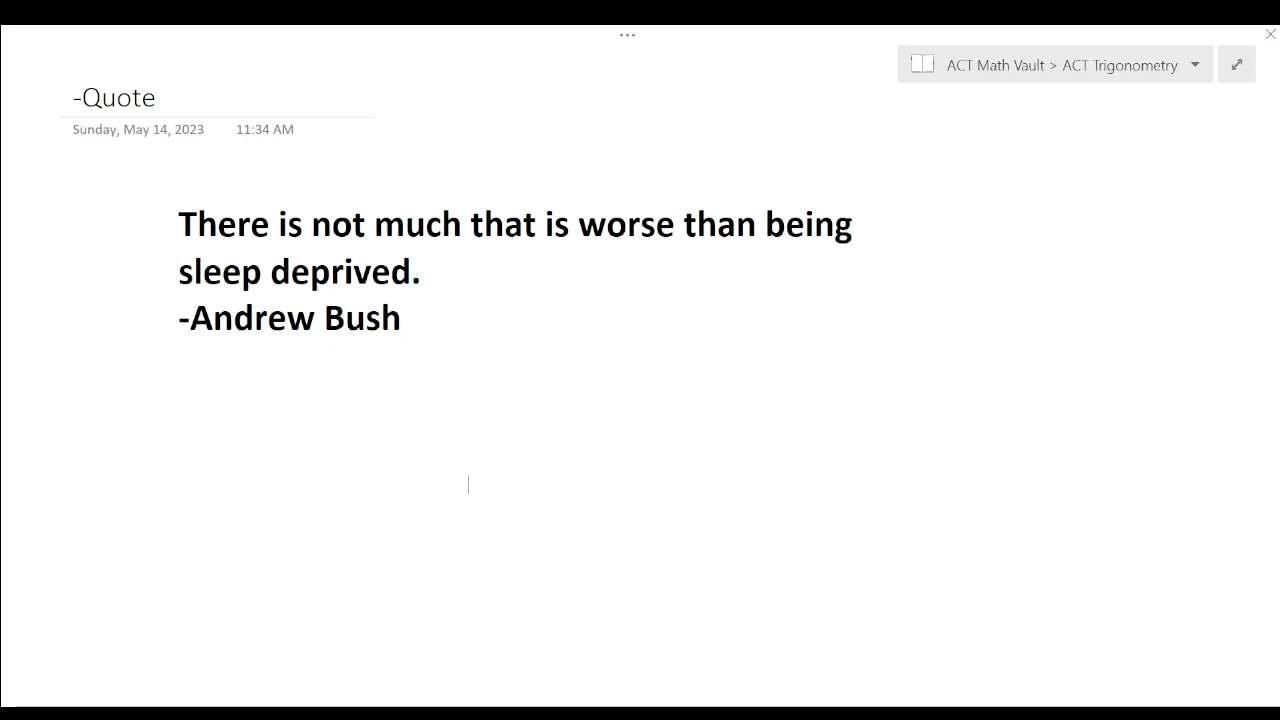 ACT Math Vault > ACT Trigonometry
-Quote
Sunday, May 14, 2023 11:34 AM
There is not much that is worse than being
sleep deprived.
-Andrew Bush